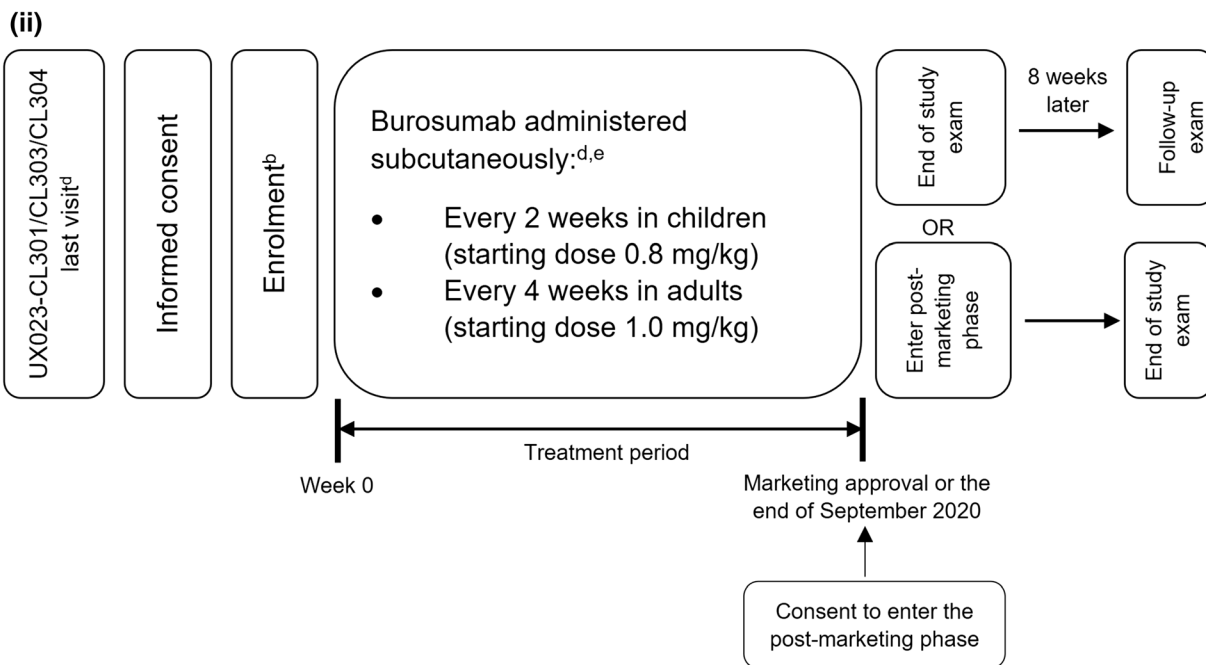 (ii)
UX023-CL301/CL303/CL304
last visitᵈ
Informed consent
Enrolmentᵇ
Burosumab administered
subcutaneously:ᵈ,ᵉ
• Every 2 weeks in children
(starting dose 0.8 mg/kg)
• Every 4 weeks in adults
(starting dose 1.0 mg/kg)
End of study
exam
8 weeks
later
Follow-up
exam
OR
Enter post-
marketing
phase
End of study
exam
Treatment period
Week 0
Marketing approval or the
end of September 2020
Consent to enter the
post-marketing phase